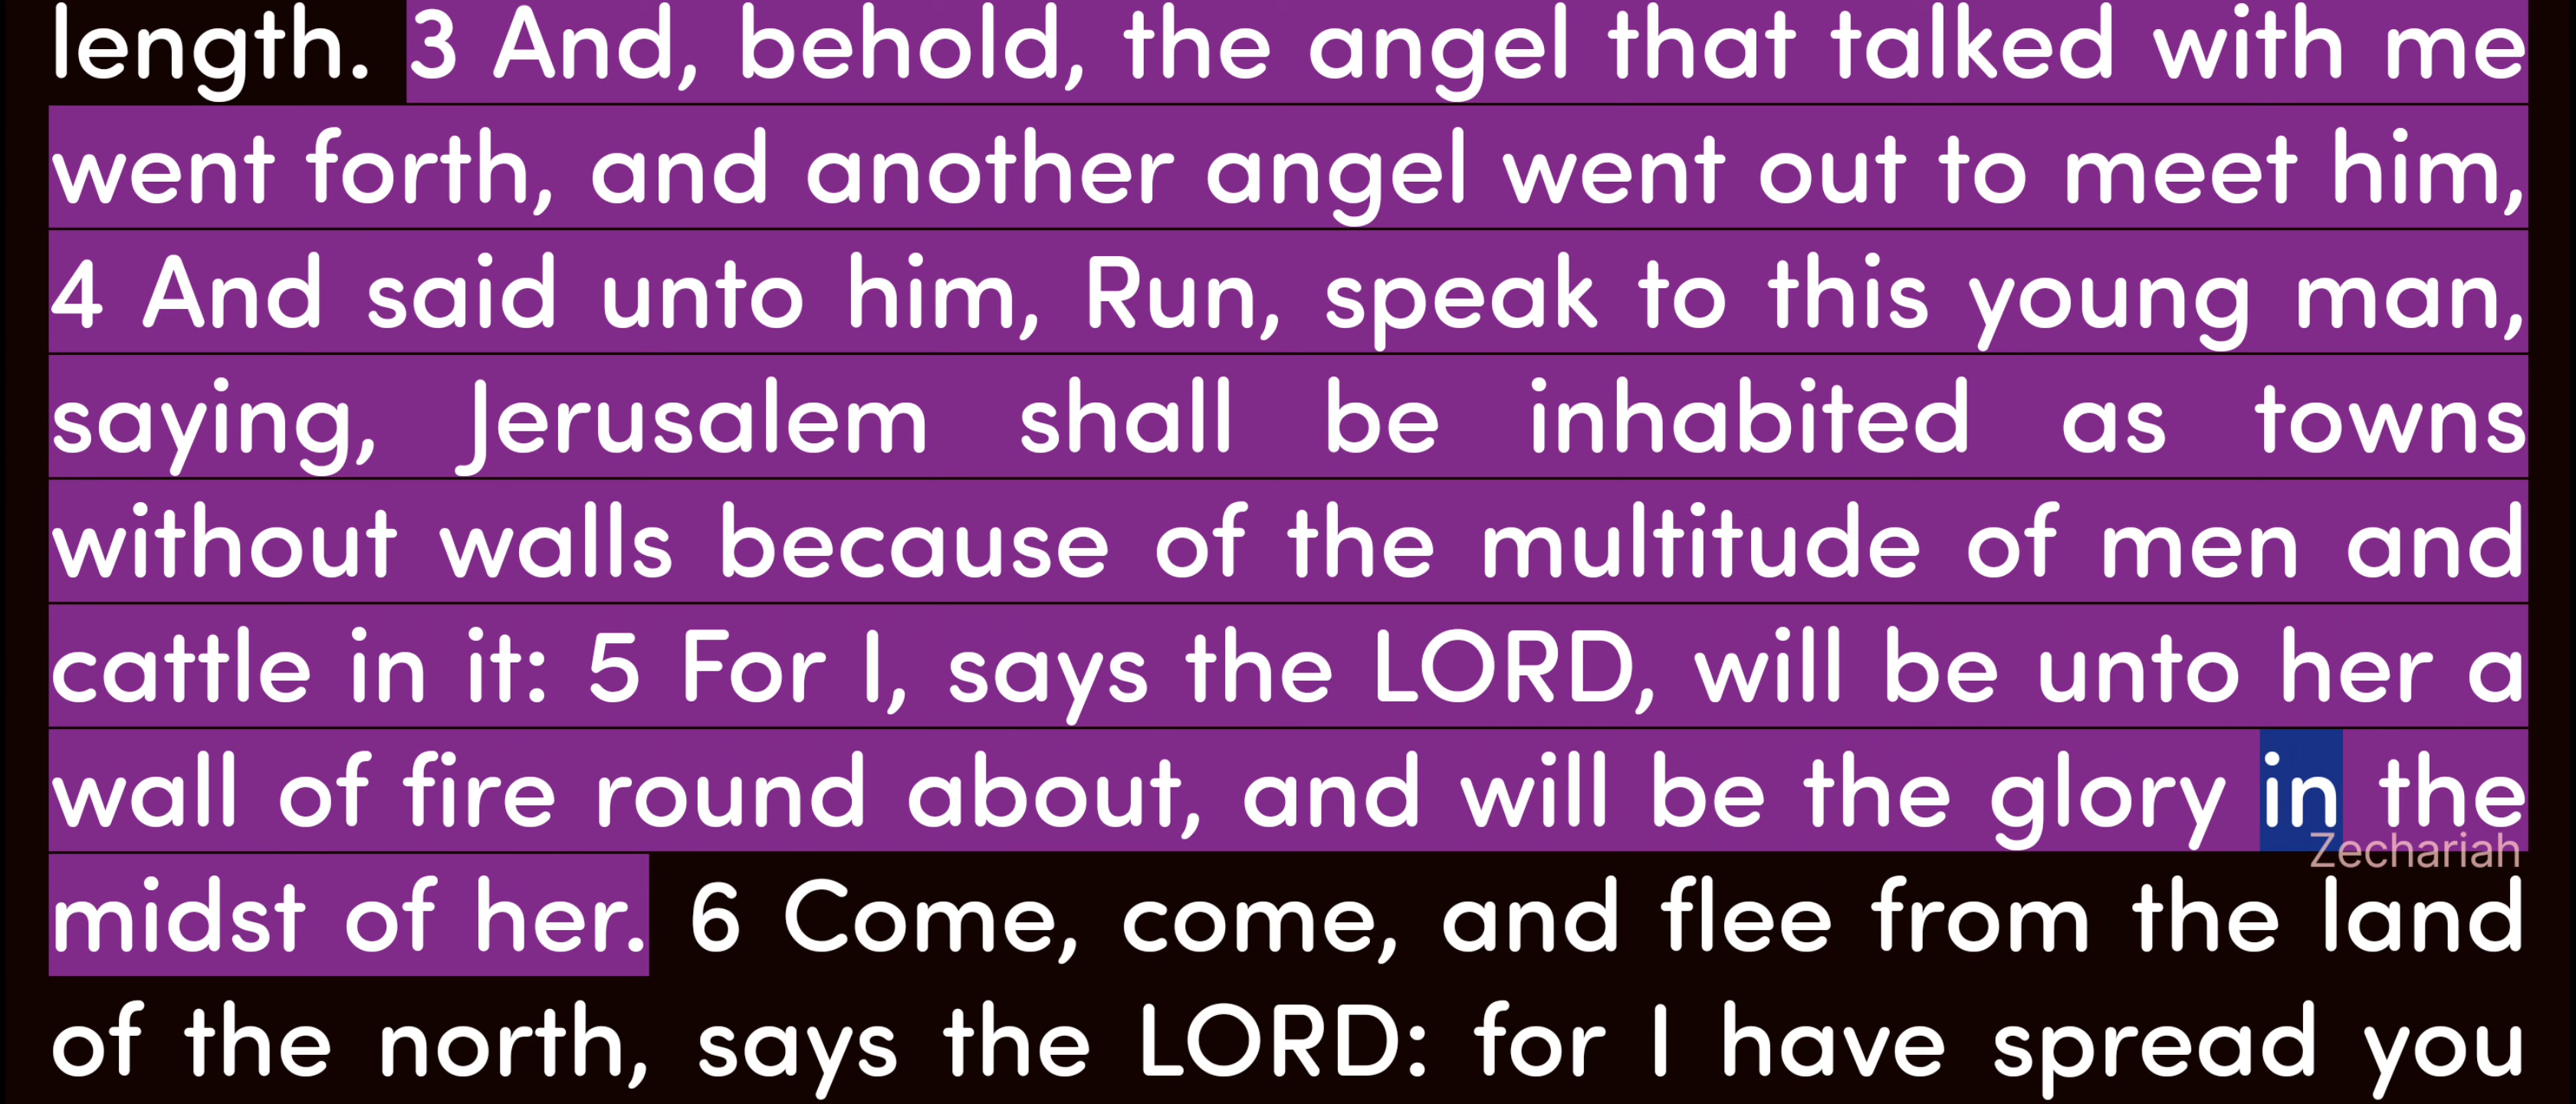 length. 3 And, behold, the angel that talked with me
went forth, and another angel went out to meet him,
4 And said unto him, Run, speak to this young man,
saying, Jerusalem shall be inhabited as towns
without walls because of the multitude of men and
cattle in it: 5 For I, says the LORD, will be unto her a
wall of fire round about, and will be the glory in the
Zechariah
midst of her. 6 Come, come, and flee from the land
of the north, says the LORD: for I have spread you